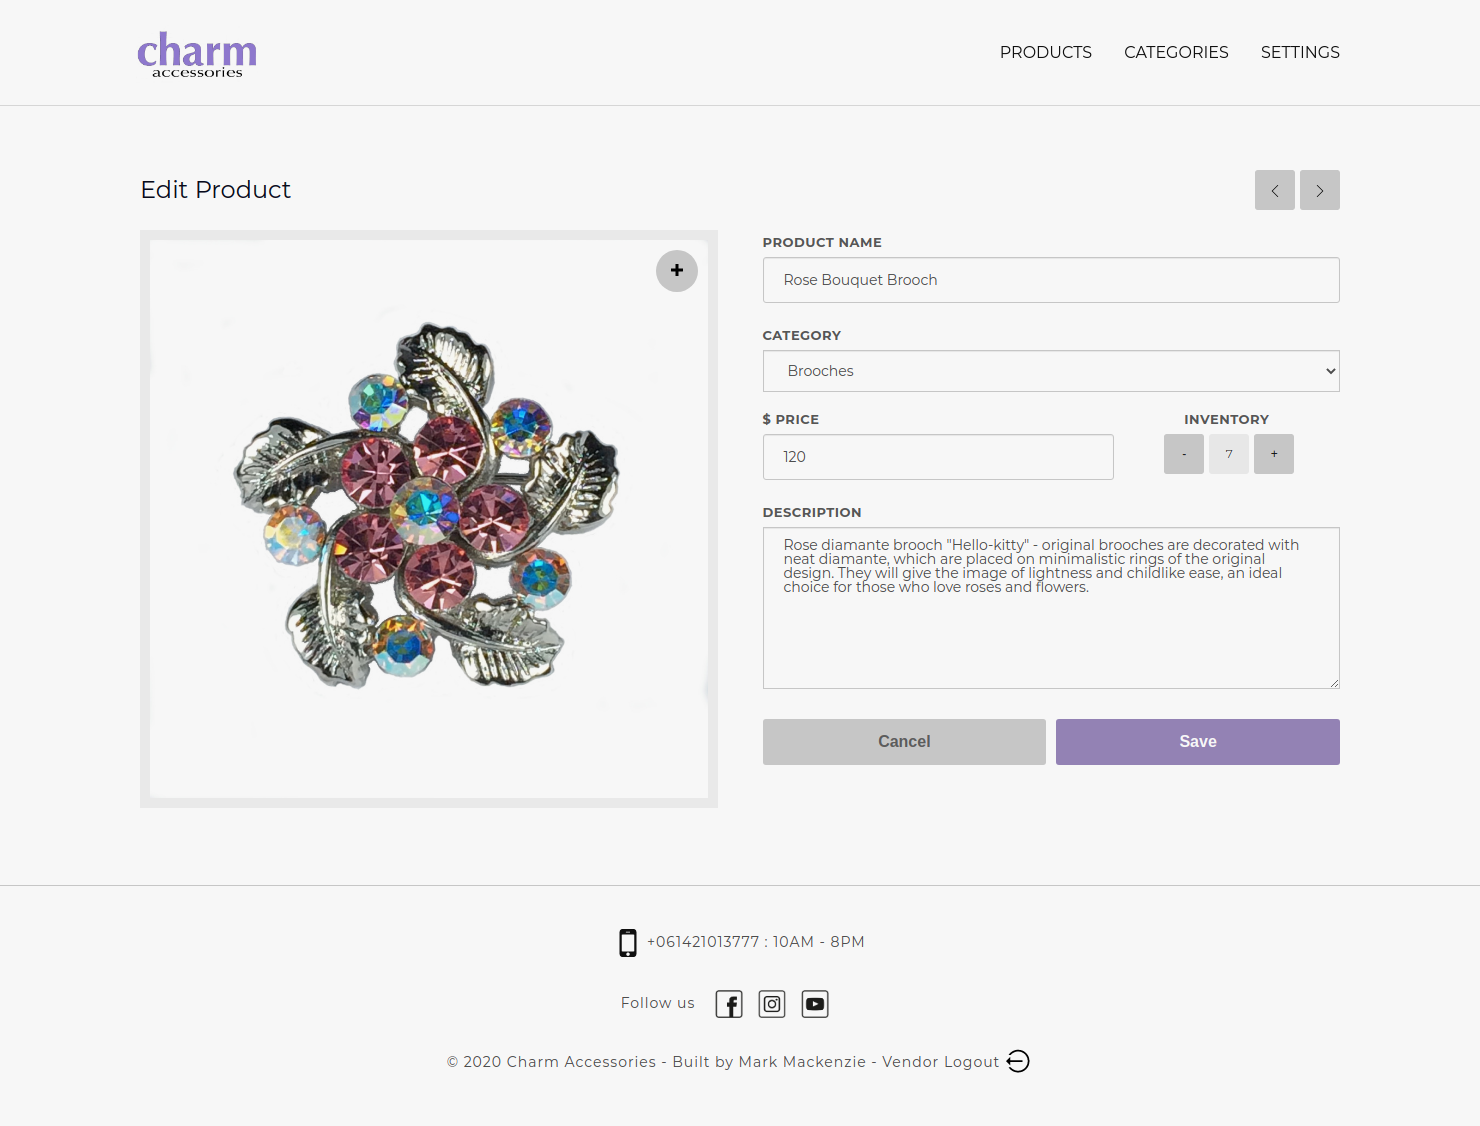 charm
accessories
PRODUCTS CATEGORIES SETTINGS
Edit Product
PRODUCT NAME
Rose Bouquet Brooch
CATEGORY
Brooches
$ PRICE
INVENTORY
120
- 7 +
DESCRIPTION
Rose diamante brooch "Hello-kitty" - original brooches are decorated with
neat diamante, which are placed on minimalistic rings of the original
design. They will give the image of lightness and childlike ease, an ideal
choice for those who love roses and flowers.
Cancel Save
+061421013777 : 10AM - 8PM
Follow us
© 2020 Charm Accessories - Built by Mark Mackenzie - Vendor Logout